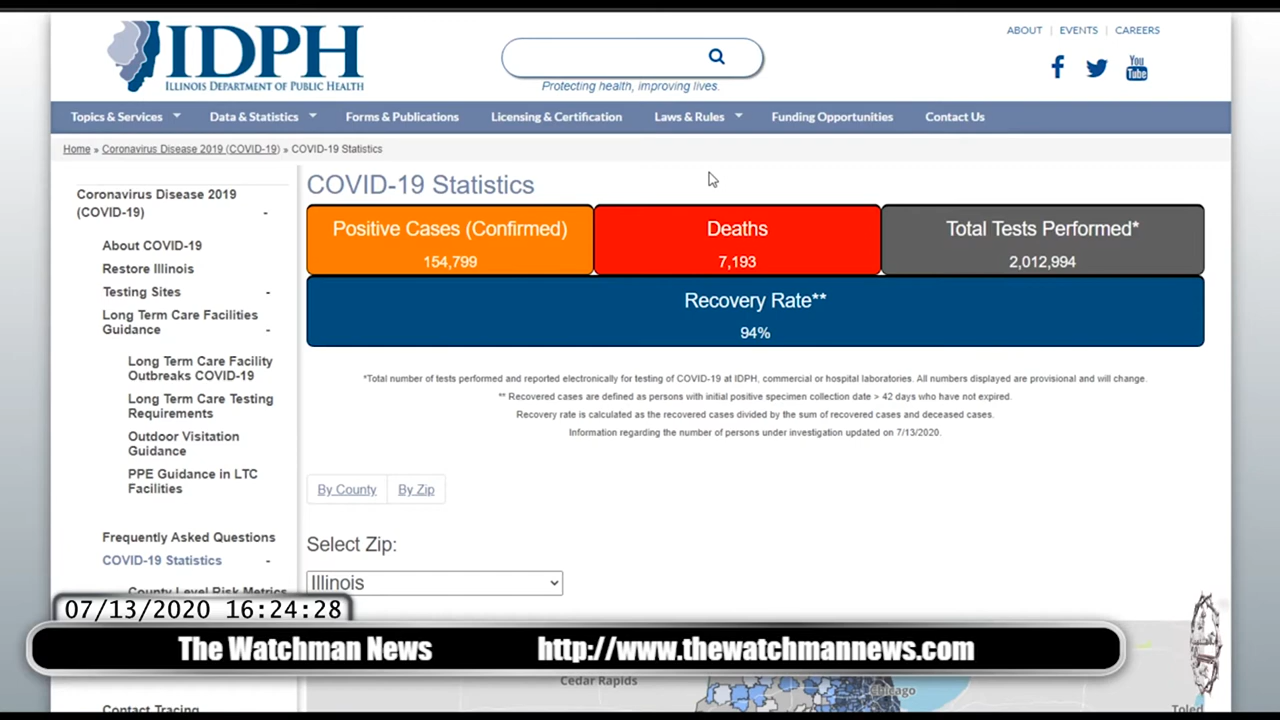 IDPH
ILLINOIS DEPARTMENT OF PUBLIC HEALTH
Protecting health, improving lives.
ABOUT | EVENTS | CAREERS
You
Tube
Topics & Services Data & Statistics Forms & Publications Licensing & Certification Laws & Rules Funding Opportunities Contact Us
Home » Coronavirus Disease 2019 (COVID-19) » COVID-19 Statistics
Coronavirus Disease 2019
(COVID-19) -
About COVID-19
Restore Illinois
Testing Sites -
Long Term Care Facilities
Guidance -
Long Term Care Facility
Outbreaks COVID-19
Long Term Care Testing
Requirements
Outdoor Visitation
Guidance
PPE Guidance in LTC
Facilities
Frequently Asked Questions
COVID-19 Statistics -
County Level Risk Metrics
Contact Tracing
COVID-19 Statistics
Positive Cases (Confirmed)
154,799
Deaths
7,193
Total Tests Performed*
2,012,994
Recovery Rate**
94%
*Total number of tests performed and reported electronically for testing of COVID-19 at IDPH, commercial or hospital laboratories. All numbers displayed are provisional and will change.
** Recovered cases are defined as persons with initial positive specimen collection date > 42 days who have not expired.
Recovery rate is calculated as the recovered cases divided by the sum of recovered cases and deceased cases.
Information regarding the number of persons under investigation updated on 7/13/2020.
By County By Zip
Select Zip:
Illinois
Cedar Rapids
Chicago
Toled
07/13/2020 16:24:28
The Watchman News http://www.thewatchmannews.com